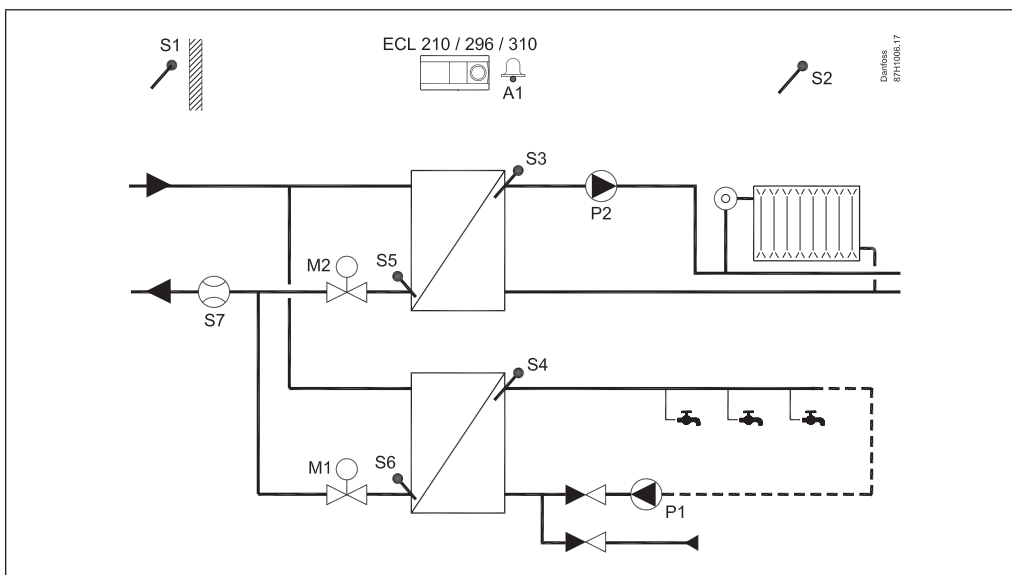 S1
ECL 210 / 296 / 310
A1
S2
Danfoss
87H1006.17
S3
P2
S5
M2
S7
S4
S6
M1
P1